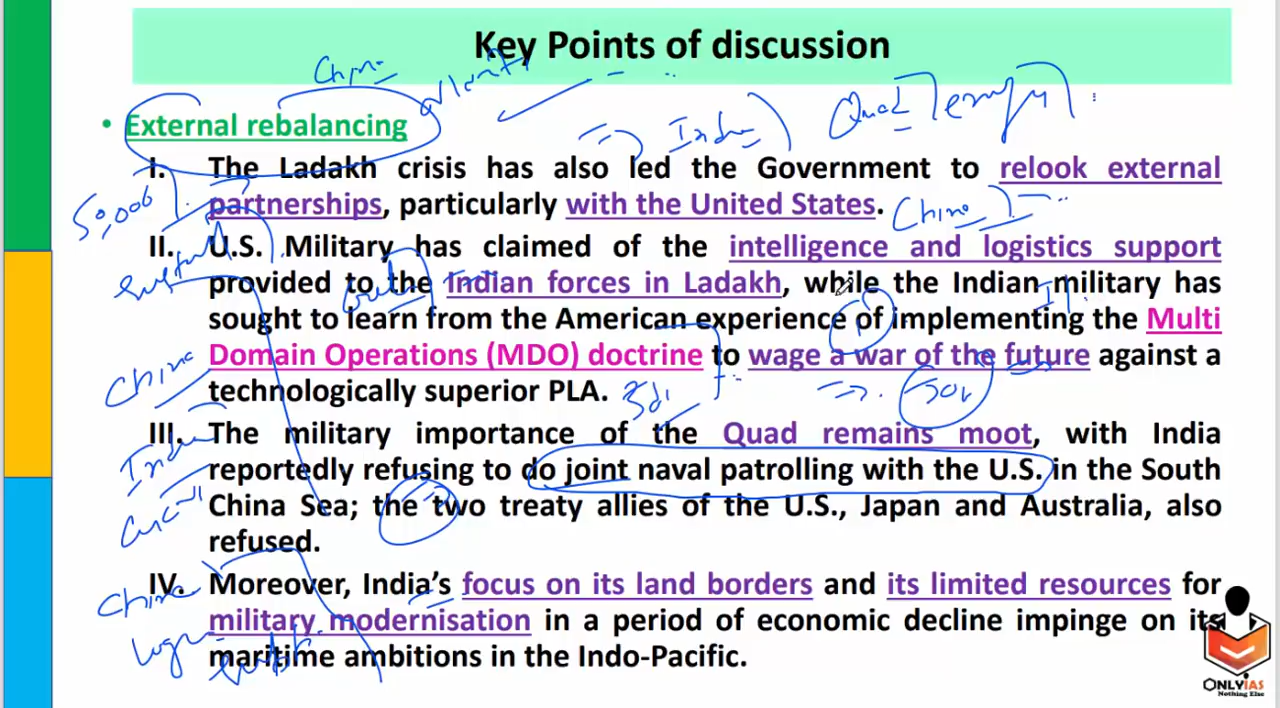 Key Points of discussion
China
• External rebalancing
=> India
Quad
I. The Ladakh crisis has also led the Government to relook external
50,000
partnerships, particularly with the United States.
China
II. U.S. Military has claimed of the intelligence and logistics support
provided to the Indian forces in Ladakh, while the Indian military has
sought to learn from the American experience of implementing the Multi
Domain Operations (MDO) doctrine to wage a war of the future against a
China
technologically superior PLA.
III. The military importance of the Quad remains moot, with India
India
reportedly refusing to do joint naval patrolling with the U.S. in the South
China Sea; the two treaty allies of the U.S., Japan and Australia, also
refused.
IV. Moreover, India's focus on its land borders and its limited resources for
China
military modernisation in a period of economic decline impinge on its
maritime ambitions in the Indo-Pacific.
ONLYIAS
Nothing Else